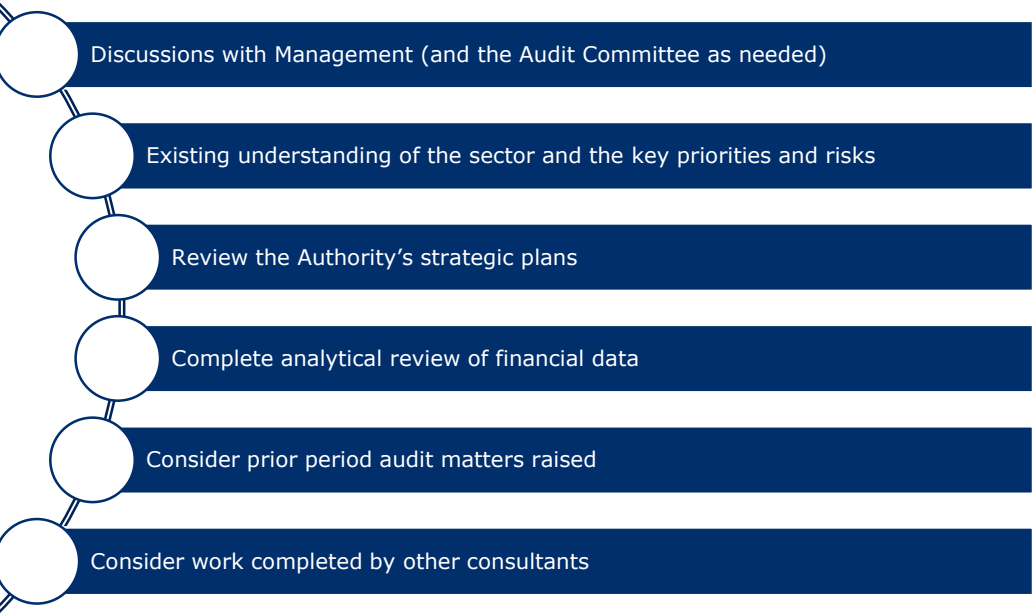 Discussions with Management (and the Audit Committee as needed)
Existing understanding of the sector and the key priorities and risks
Review the Authority’s strategic plans
Complete analytical review of financial data
Consider prior period audit matters raised
Consider work completed by other consultants